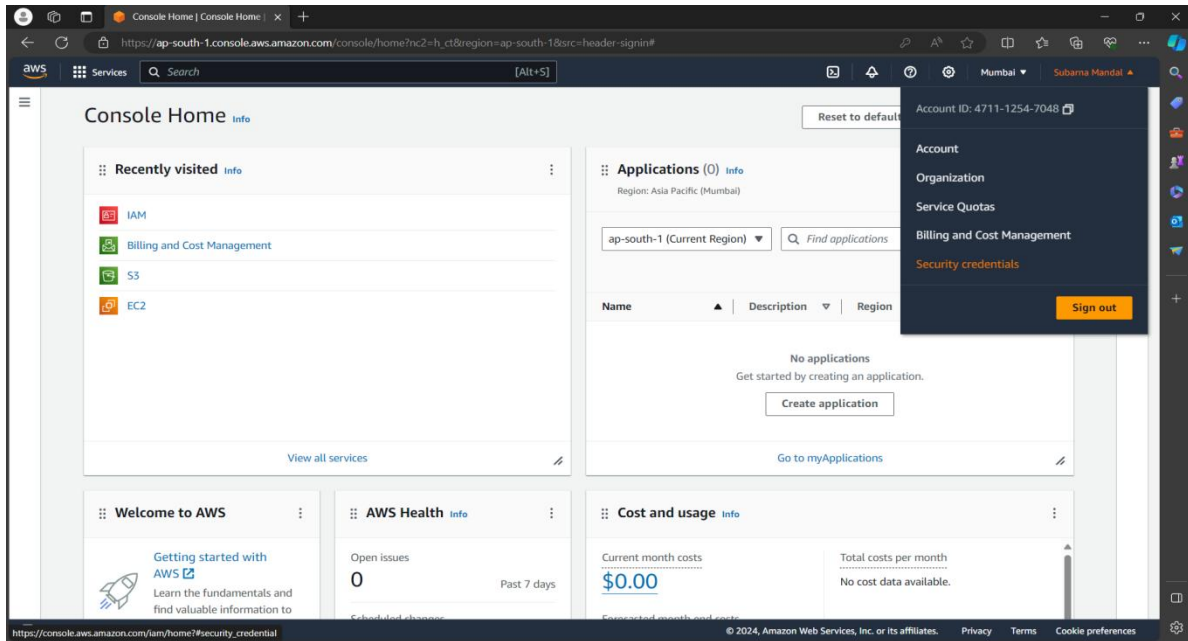 Console Home | Console Home |
https://ap-south-1.console.aws.amazon.com/console/home?nc2=h_ct&region=ap-south-1&src=header-signin#
aws
Services
Search
[Alt+S]
Mumbai
Subarna Mandal
Console Home Info
Reset to default
Account ID: 4711-1254-7048
Account
Organization
Service Quotas
Billing and Cost Management
Security credentials
Sign out
Recently visited Info
IAM
Billing and Cost Management
S3
EC2
View all services
Applications (0) Info
Region: Asia Pacific (Mumbai)
ap-south-1 (Current Region)
Find applications
Name
Description
Region
No applications
Get started by creating an application.
Create application
Go to myApplications
Welcome to AWS
Getting started with
AWS
Learn the fundamentals and
find valuable information to
AWS Health Info
Open issues
0
Past 7 days
Scheduled changes
Cost and usage Info
Current month costs
$0.00
Total costs per month
No cost data available.
Forecasted month end costs
https://console.aws.amazon.com/iam/home?#security_credential
© 2024, Amazon Web Services, Inc. or its affiliates.
Privacy
Terms
Cookie preferences